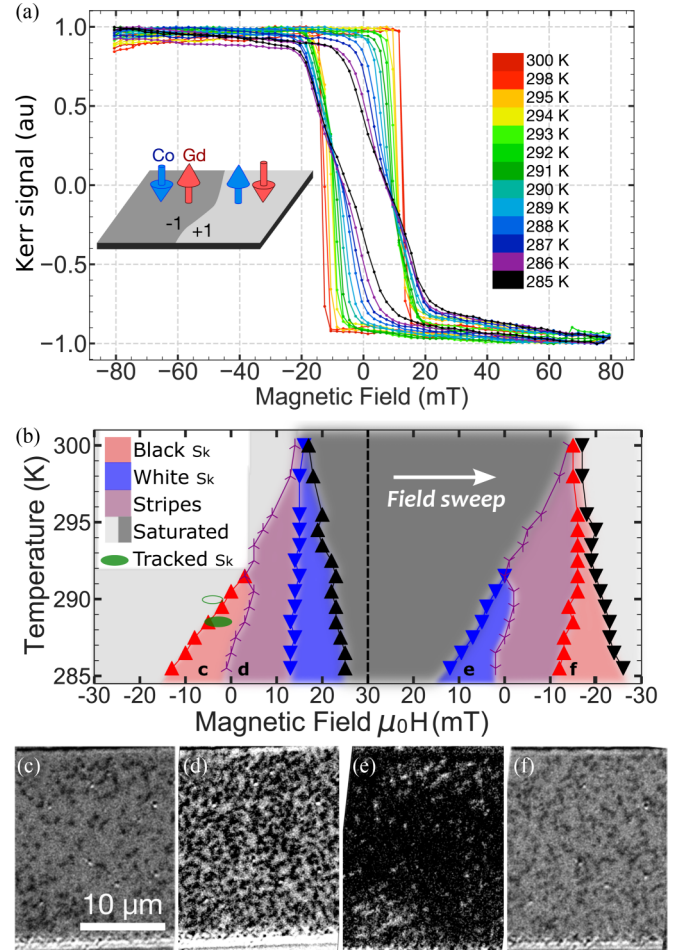 (a)
1.0
0.5
0.0
−0.5
−1.0
Kerr signal (au)
Co Gd
-1
+1
300 K
298 K
295 K
294 K
293 K
292 K
291 K
290 K
289 K
288 K
287 K
286 K
285 K
−80 −60 −40 −20 0 20 40 60 80
Magnetic Field (mT)
(b)
Black Sk
White Sk
Stripes
Saturated
Tracked Sk
Field sweep
300
295
290
285
Temperature (K)
c d e f
-30 -20 -10 0 10 20 30 20 10 0 -10 -20 -30
Magnetic Field μ₀H (mT)
(c) (d) (e) (f)
10 μm